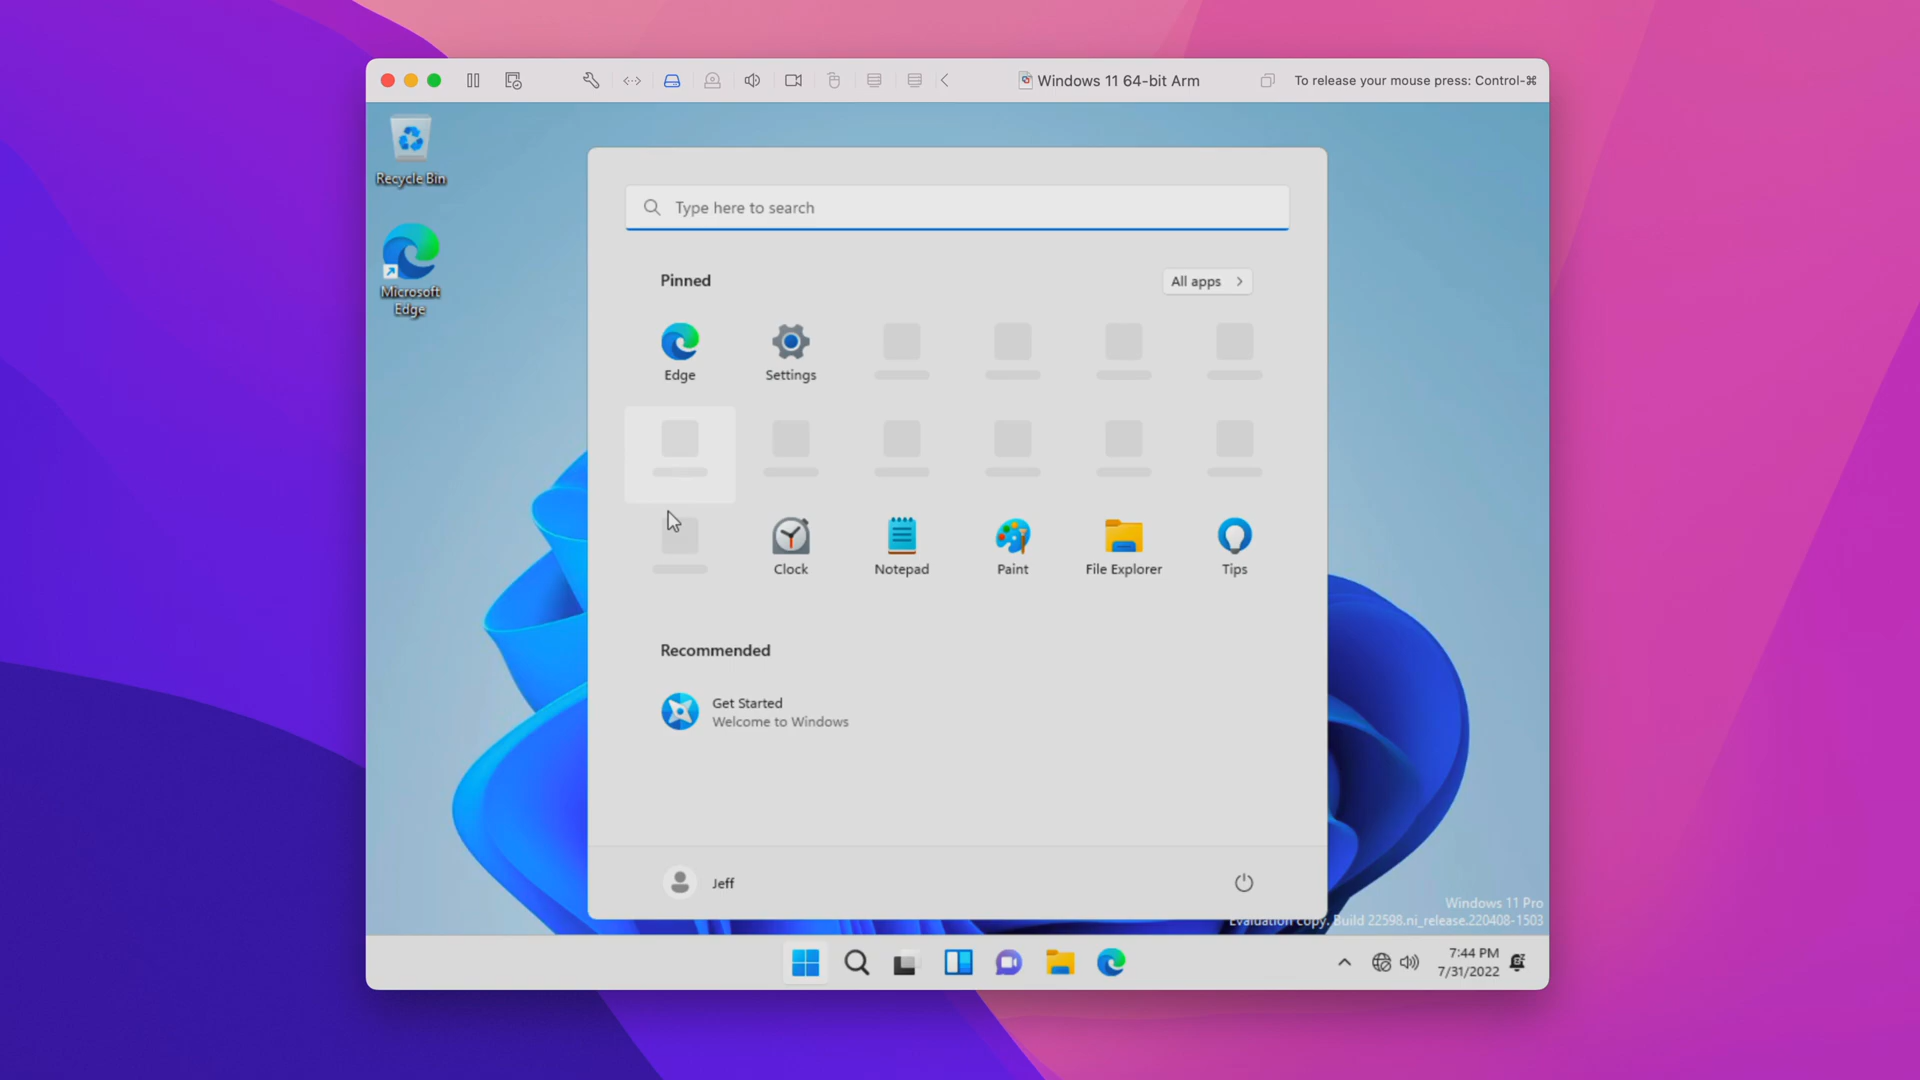 Windows 11 64-bit Arm
To release your mouse press: Control-⌘
Recycle Bin
Microsoft
Edge
Type here to search
Pinned
All apps
Edge
Settings
Clock
Notepad
Paint
File Explorer
Tips
Recommended
Get Started
Welcome to Windows
Jeff
Windows 11 Pro
Evaluation copy. Build 22598.ni_release.220408-1503
7:44 PM
7/31/2022